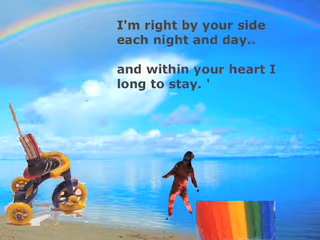 I'm right by your side
each night and day..
and within your heart I
long to stay. '